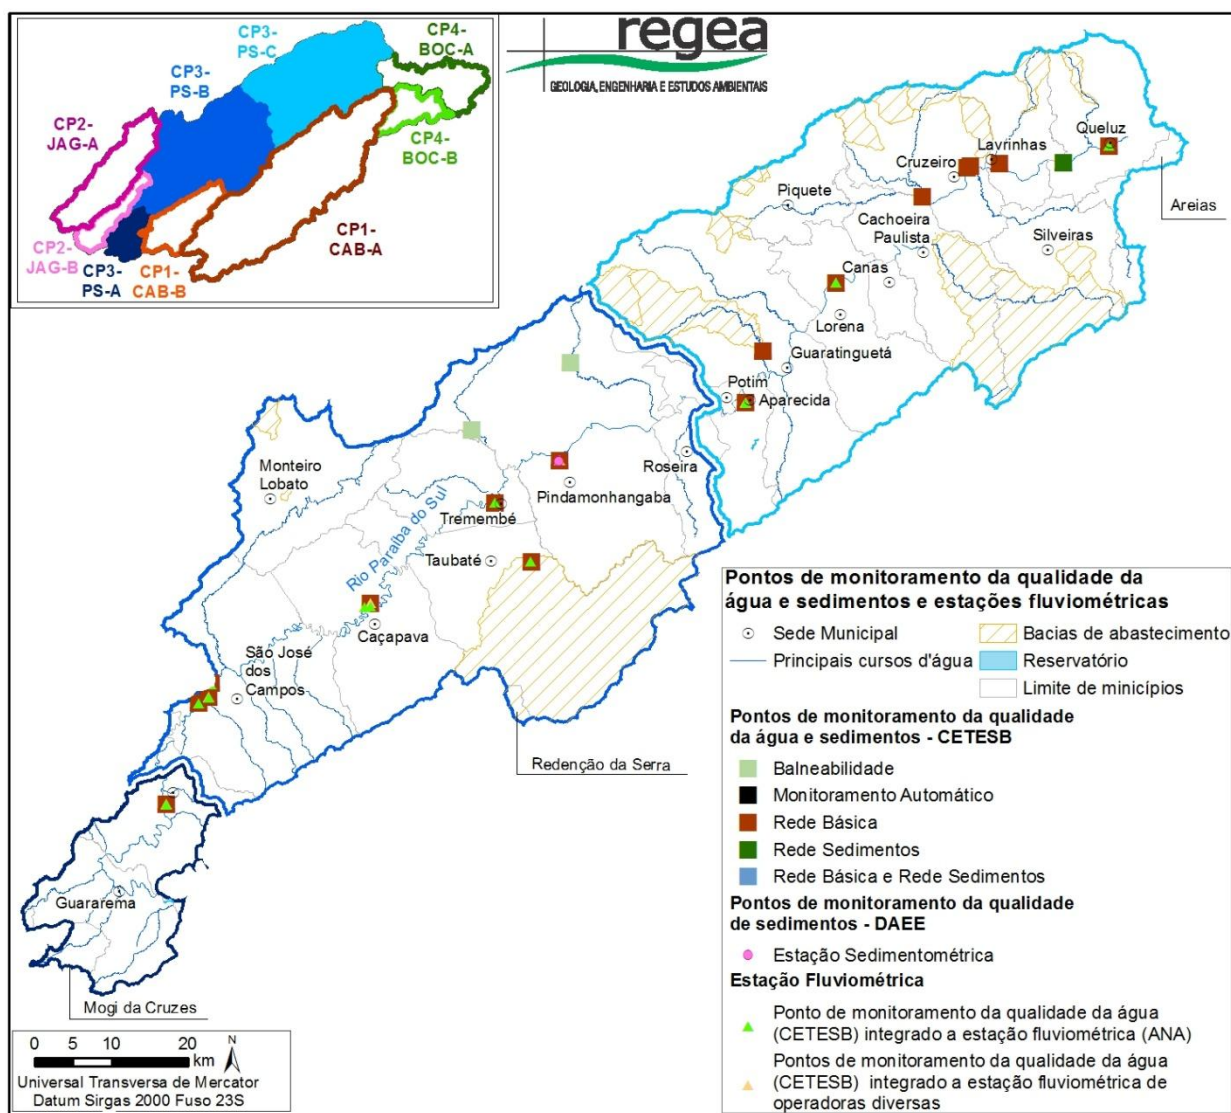 CP3-
PS-C
CP4-
BOC-A
CP3-
PS-B
CP2-
JAG-A
CP4-
BOC-B
CP1-
CAB-A
CP2-
JAG-B
CP3-
PS-A
CP1-
CAB-B
regea
GEOLOGIA, ENGENHARIA E ESTUDOS AMBIENTAIS
Queluz
Lavrinhas
Cruzeiro
Piquete
Areias
Cachoeira
Paulista
Silveiras
Canas
Lorena
Guaratinguetá
Potim
Aparecida
Roseira
Monteiro
Lobato
Pindamonhangaba
Tremembé
Rio Paraíba do Sul
Taubaté
Caçapava
São José
dos
Campos
Redenção da Serra
Guararema
Mogi da Cruzes
Pontos de monitoramento da qualidade da
água e sedimentos e estações fluviométricas
Sede Municipal
Bacias de abastecimento
Principais cursos d'água
Reservatório
Limite de minicípios
Pontos de monitoramento da qualidade
da água e sedimentos - CETESB
Balneabilidade
Monitoramento Automático
Rede Básica
Rede Sedimentos
Rede Básica e Rede Sedimentos
Pontos de monitoramento da qualidade
de sedimentos - DAEE
Estação Sedimentométrica
Estação Fluviométrica
Ponto de monitoramento da qualidade da água
(CETESB) integrado a estação fluviométrica (ANA)
Pontos de monitoramento da qualidade da água
(CETESB) integrado a estação fluviométrica de
operadoras diversas
0 5 10 20
km
N
Universal Transversa de Mercator
Datum Sirgas 2000 Fuso 23S